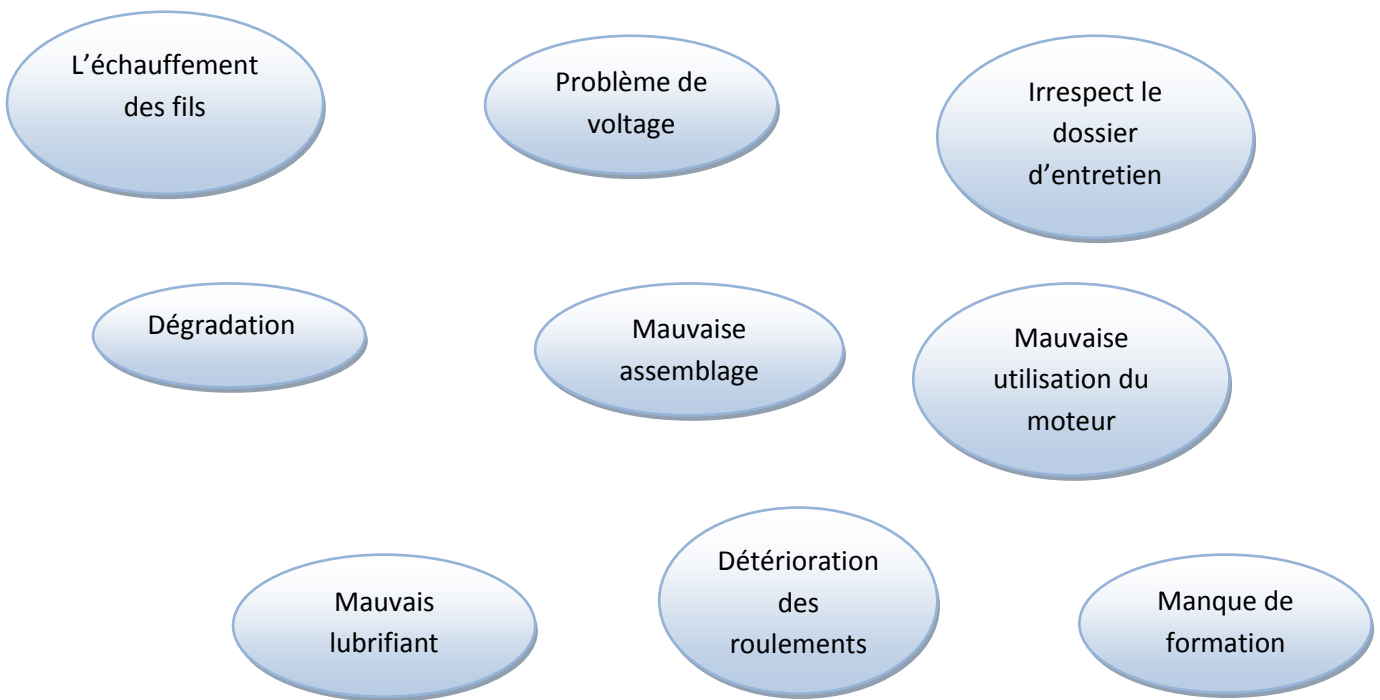 L’échauffement
des fils
Problème de
voltage
Irrespect le
dossier
d’entretien
Dégradation
Mauvaise
assemblage
Mauvaise
utilisation du
moteur
Mauvais
lubrifiant
Détérioration
des
roulements
Manque de
formation